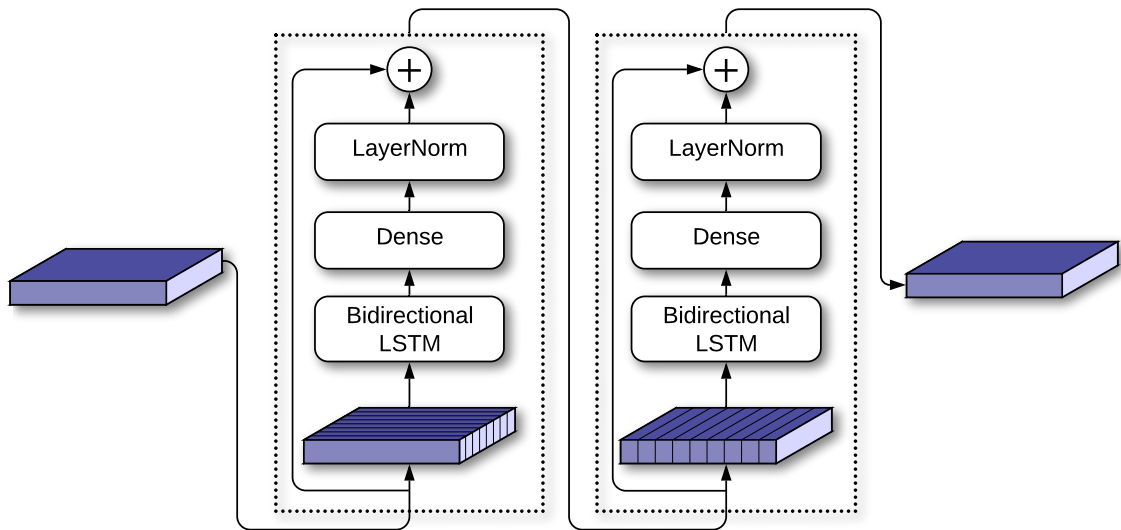 LayerNorm
Dense
Bidirectional
LSTM
LayerNorm
Dense
Bidirectional
LSTM